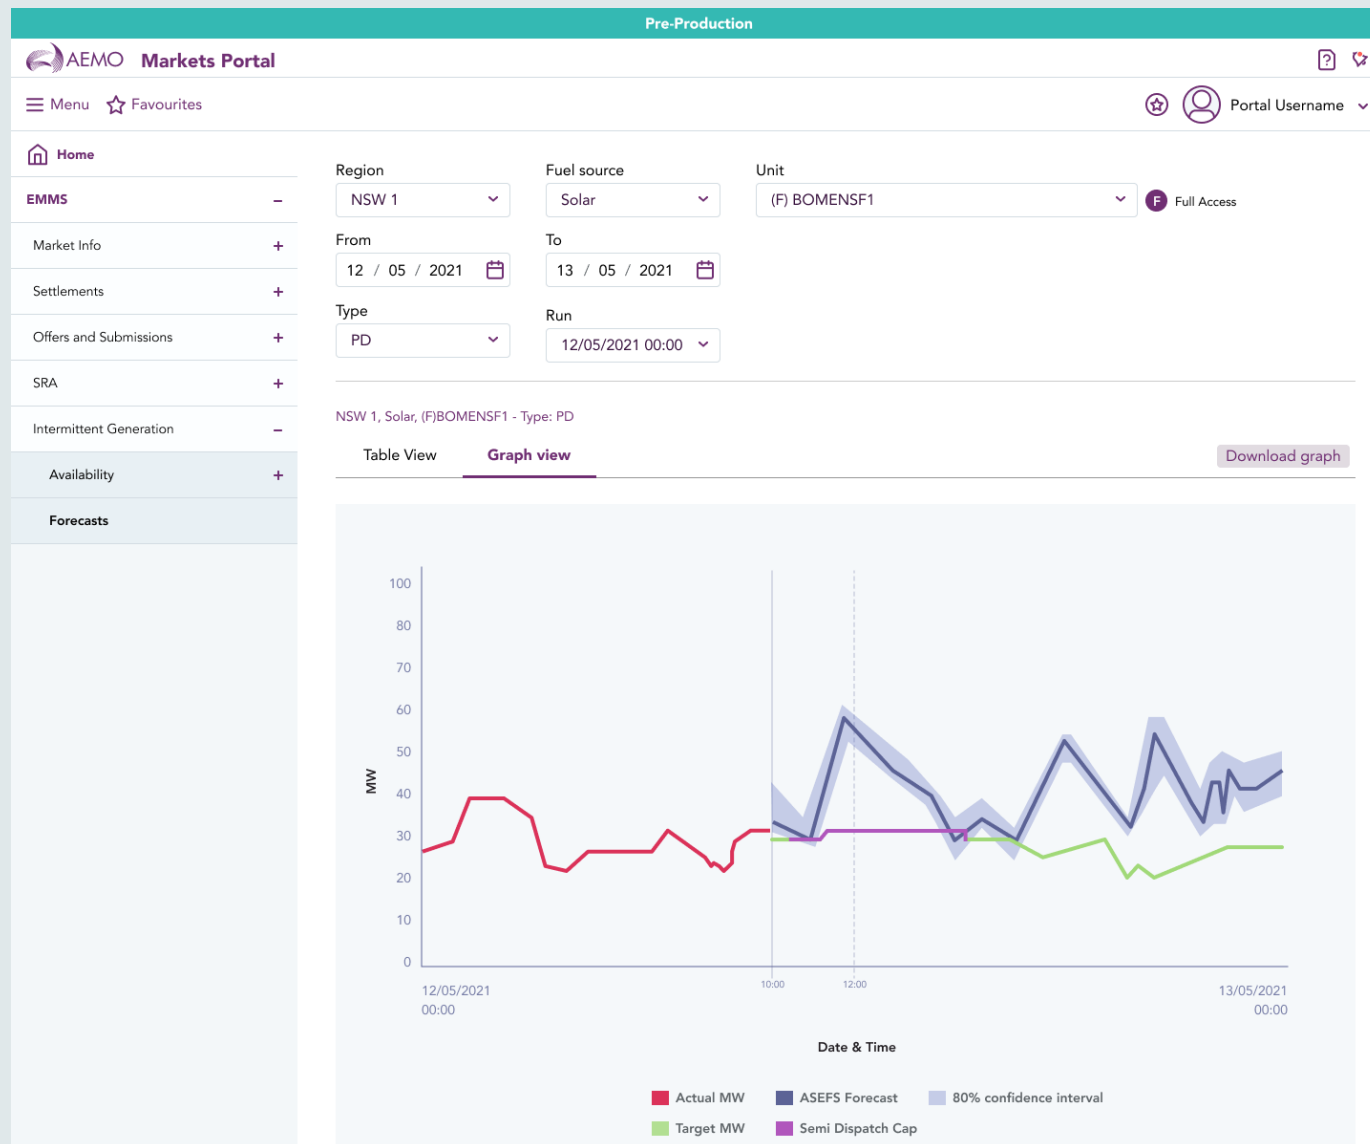 Pre-Production
AEMO Markets Portal
Menu Favourites
Portal Username
Home
EMMS
Market Info
Settlements
Offers and Submissions
SRA
Intermittent Generation
Availability
Forecasts
Region
NSW 1
Fuel source
Solar
Unit
(F) BOMENSF1
F Full Access
From
12 / 05 / 2021
To
13 / 05 / 2021
Type
PD
Run
12/05/2021 00:00
NSW 1, Solar, (F)BOMENSF1 - Type: PD
Table View Graph view
Download graph
100
80
70
60
50
40
30
20
10
0
MW
10:00 12:00
12/05/2021
00:00
13/05/2021
00:00
Date & Time
Actual MW ASEFS Forecast 80% confidence interval
Target MW Semi Dispatch Cap